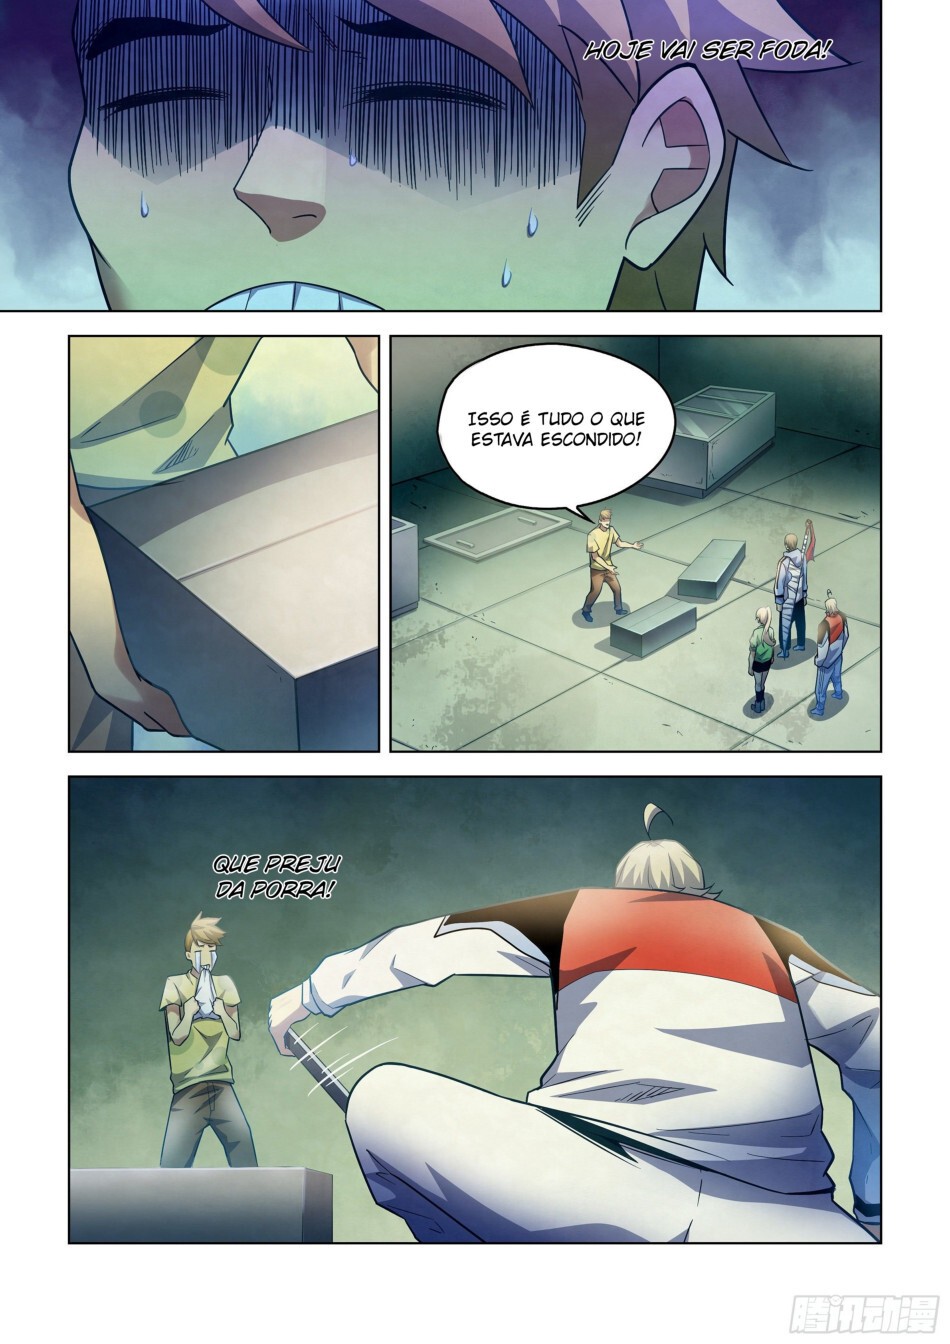 HOJE VAI SER FODA!
ISSO É TUDO O QUE
ESTAVA ESCONDIDO!
QUE PREJU
DA PORRA!
腾讯动漫